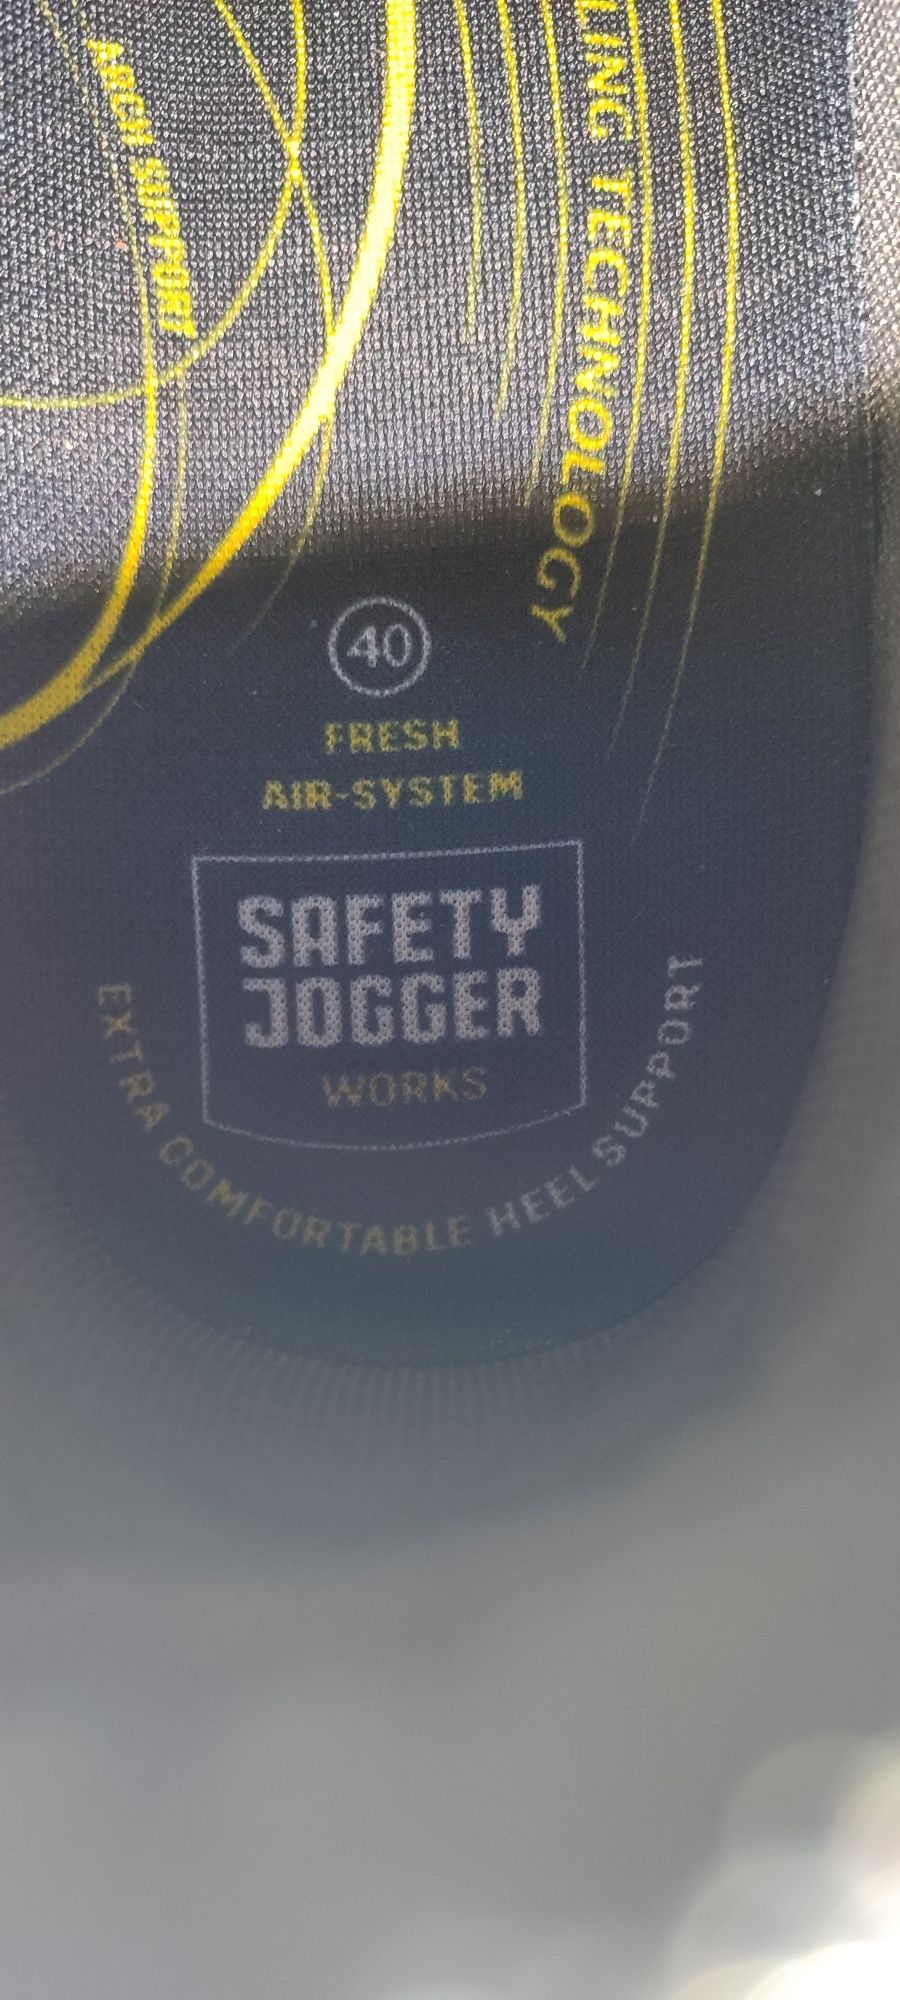 ARCH SUPPORT
LING TECHNOLOGY
40
FRESH
AIR-SYSTEM
SAFETY
JOGGER
WORKS
EXTRA COMFORTABLE HEEL SUPPORT